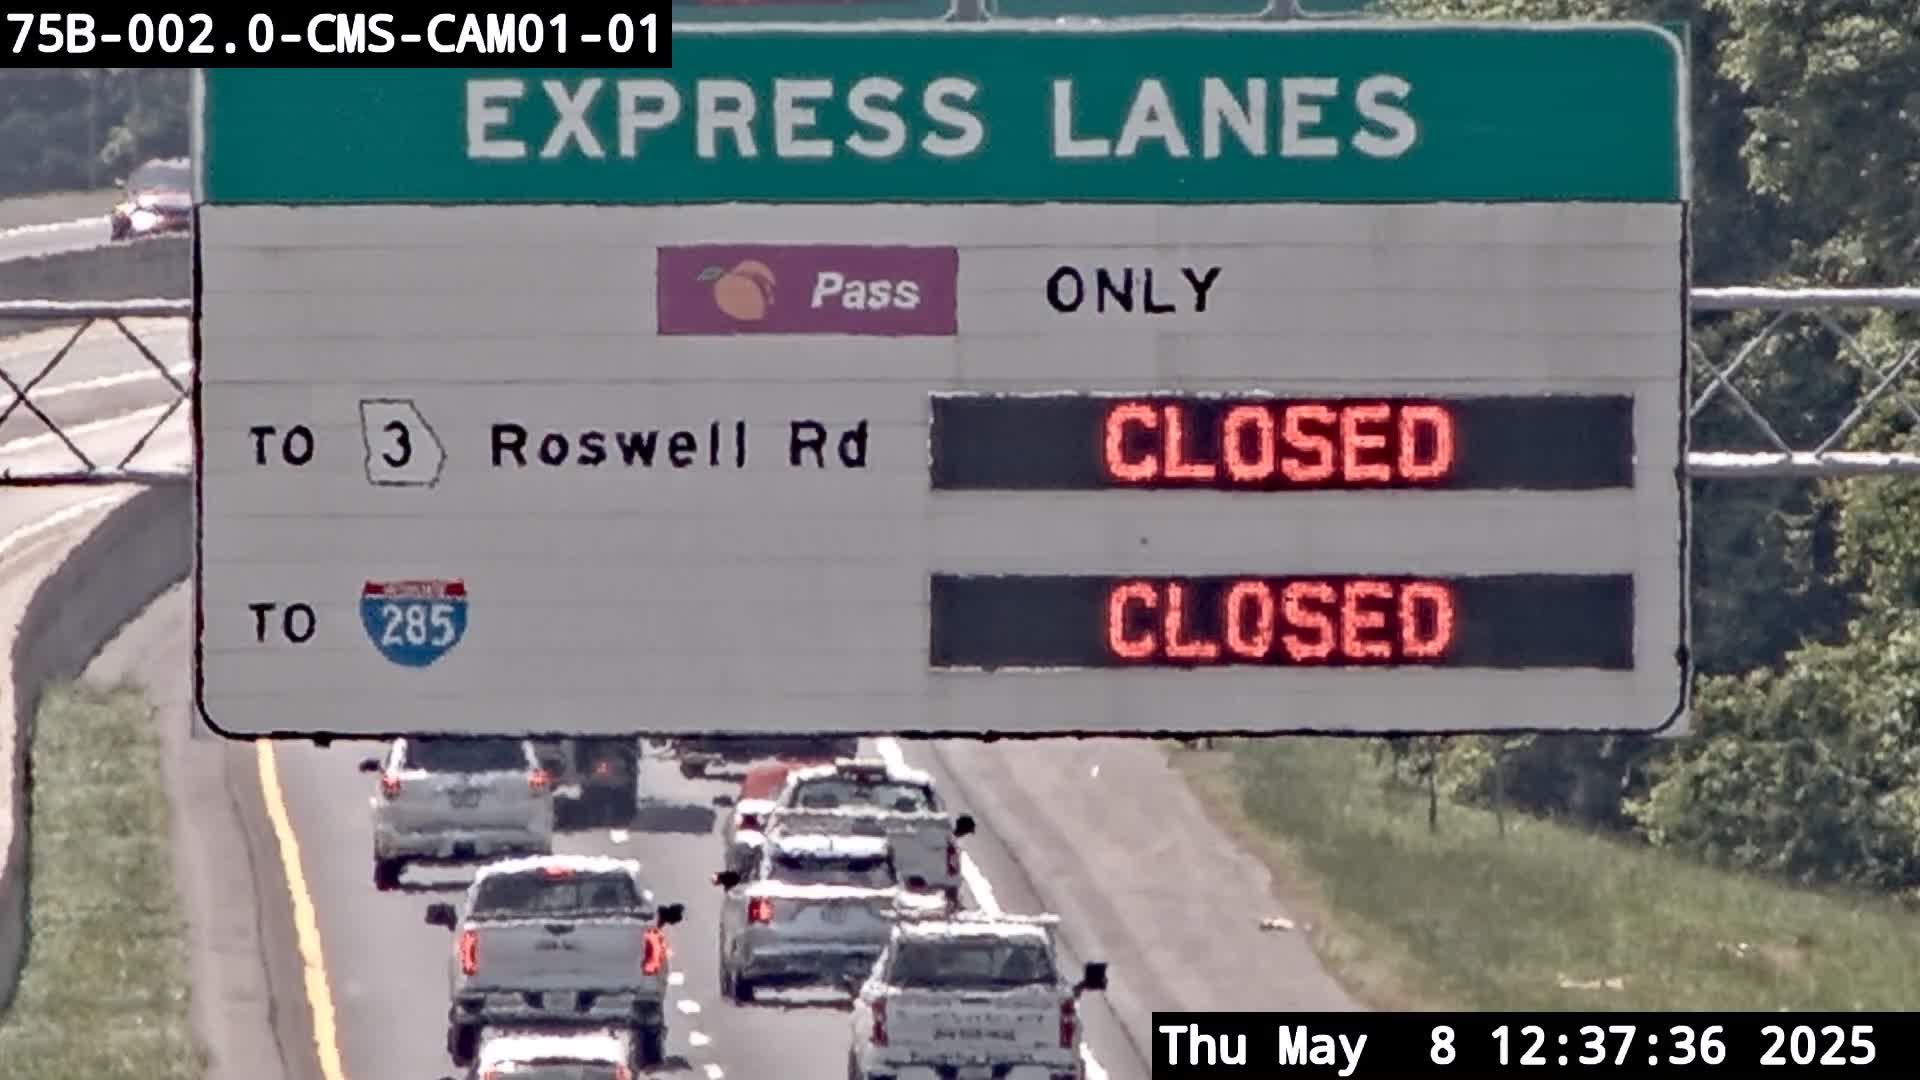 75B-002.0-CMS-CAM01-01
EXPRESS LANES
Pass ONLY
TO 3 Roswell Rd CLOSED
TO 285 CLOSED
Thu May 8 12:37:36 2025